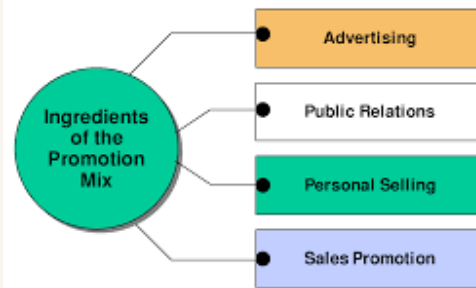 Ingredients
of the
Promotion
Mix
Advertising
Public Relations
Personal Selling
Sales Promotion